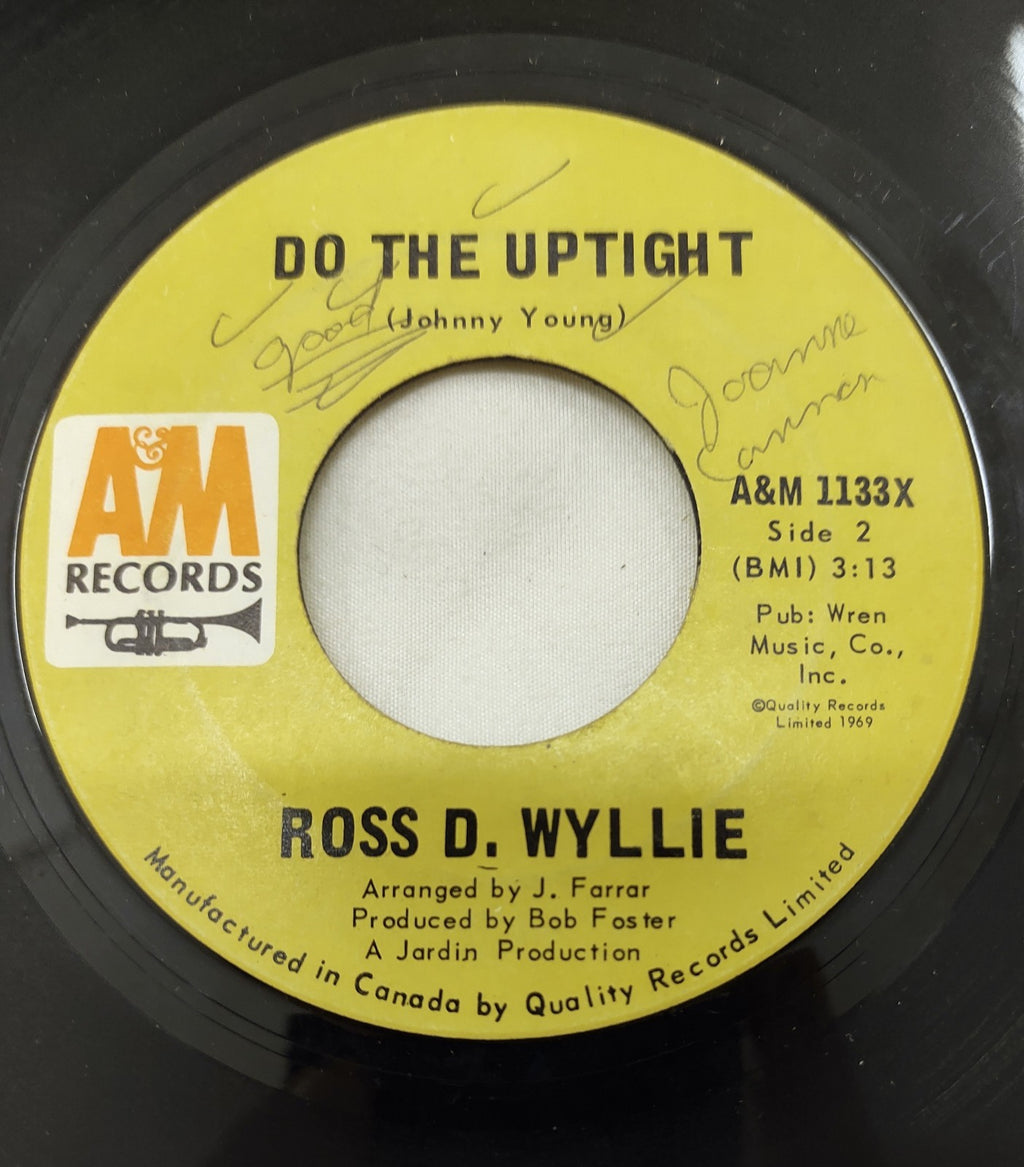 DO THE UPTIGHT
(Johnny Young)
good
Joanne
Cannon
A&M
RECORDS
A&M 1133X
Side 2
(BMI) 3:13
Pub: Wren
Music, Co.,
Inc.
©Quality Records
Limited 1969
ROSS D. WYLLIE
Arranged by J. Farrar
Produced by Bob Foster
A Jardin Production
Manufactured in Canada by Quality Records Limited